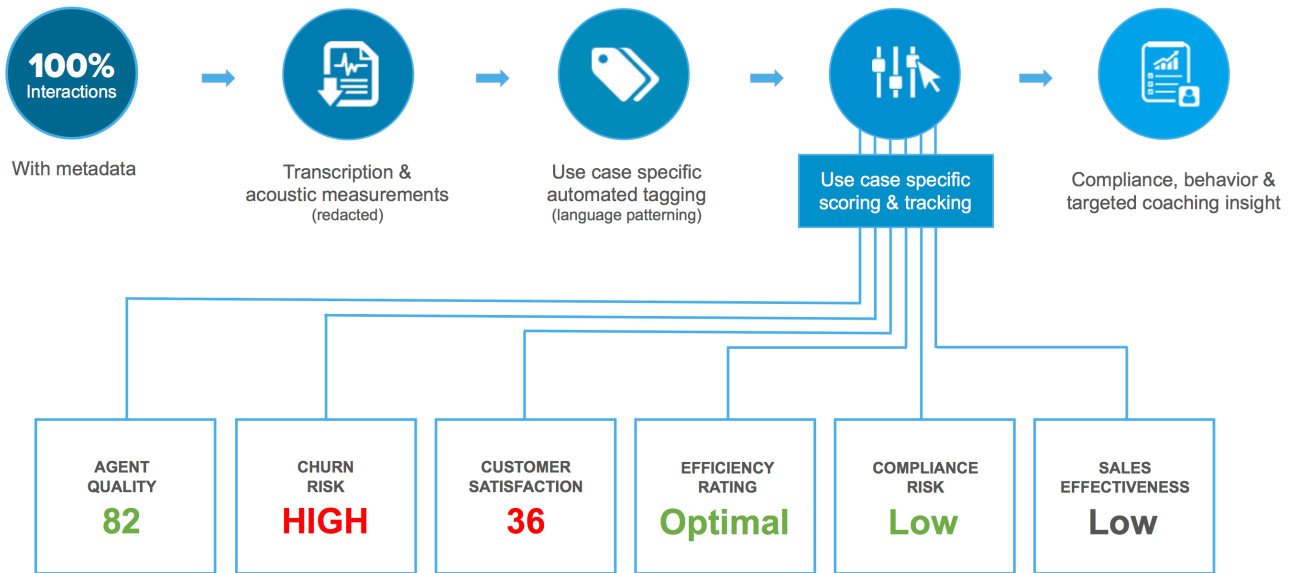 100%
Interactions
With metadata
Transcription &
acoustic measurements
(redacted)
Use case specific
automated tagging
(language patterning)
Use case specific
scoring & tracking
Compliance, behavior &
targeted coaching insight
AGENT
QUALITY
82
CHURN
RISK
HIGH
CUSTOMER
SATISFACTION
36
EFFICIENCY
RATING
Optimal
COMPLIANCE
RISK
Low
SALES
EFFECTIVENESS
Low